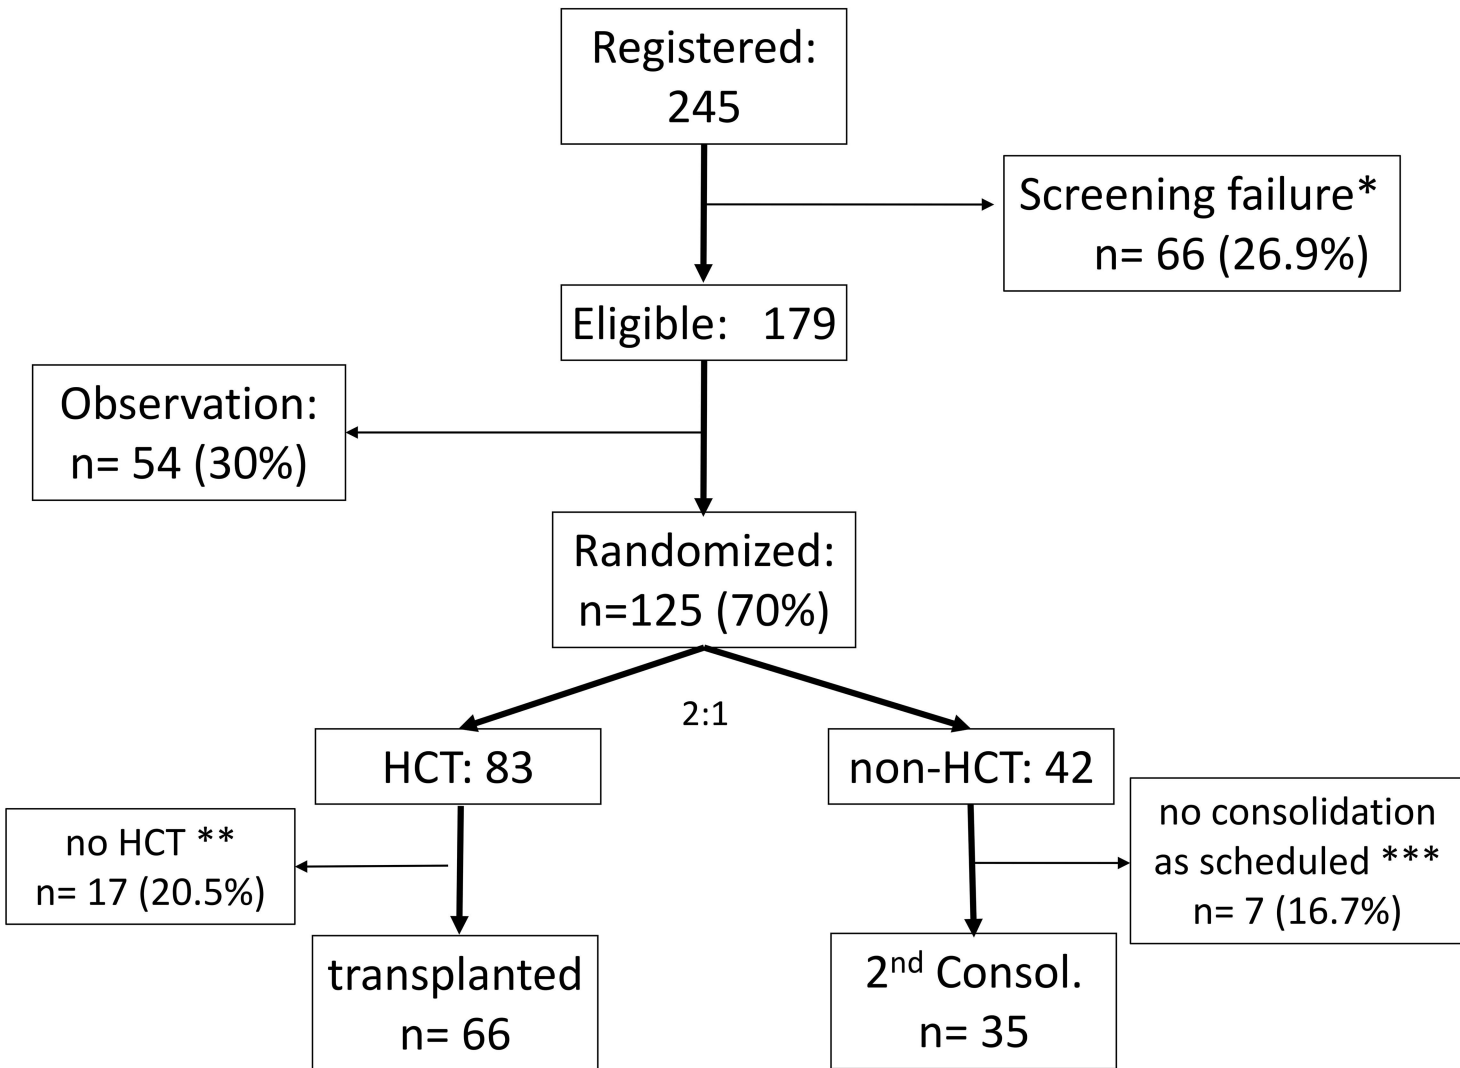 Registered:
245
Screening failure*
n= 66 (26.9%)
Eligible: 179
Observation:
n= 54 (30%)
Randomized:
n=125 (70%)
2:1
HCT: 83
non-HCT: 42
no HCT **
n= 17 (20.5%)
no consolidation
as scheduled ***
n= 7 (16.7%)
transplanted
n= 66
2nd Consol.
n= 35